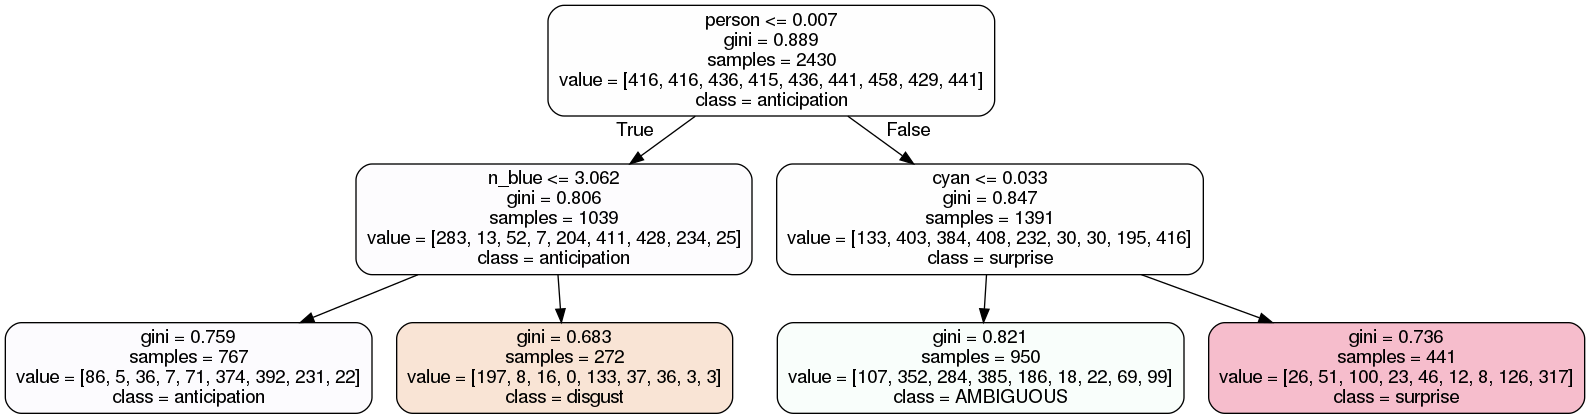 person <= 0.007
gini = 0.889
samples = 2430
value = [416, 416, 436, 415, 436, 441, 458, 429, 441]
class = anticipation
True
False
n_blue <= 3.062
gini = 0.806
samples = 1039
value = [283, 13, 52, 7, 204, 411, 428, 234, 25]
class = anticipation
cyan <= 0.033
gini = 0.847
samples = 1391
value = [133, 403, 384, 408, 232, 30, 30, 195, 416]
class = surprise
gini = 0.759
samples = 767
value = [86, 5, 36, 7, 71, 374, 392, 231, 22]
class = anticipation
gini = 0.683
samples = 272
value = [197, 8, 16, 0, 133, 37, 36, 3, 3]
class = disgust
gini = 0.821
samples = 950
value = [107, 352, 284, 385, 186, 18, 22, 69, 99]
class = AMBIGUOUS
gini = 0.736
samples = 441
value = [26, 51, 100, 23, 46, 12, 8, 126, 317]
class = surprise